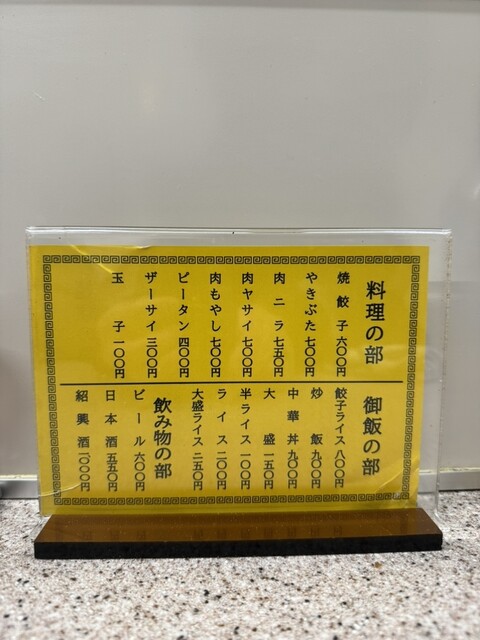 料理の部
焼餃子六〇〇円
やきぶた七〇〇円
肉ニラ七五〇円
肉ヤサイ七〇〇円
肉もやし七〇〇円
ピータン四〇〇円
ザーサイ三〇〇円
玉子一〇〇円
御飯の部
餃子ライス八〇〇円
炒飯九〇〇円
中華丼九〇〇円
大盛一五〇円
半ライス一〇〇円
ライス二〇〇円
大盛ライス二五〇円
飲み物の部
ビール六〇〇円
日本酒五五〇円
紹興酒一〇〇〇円